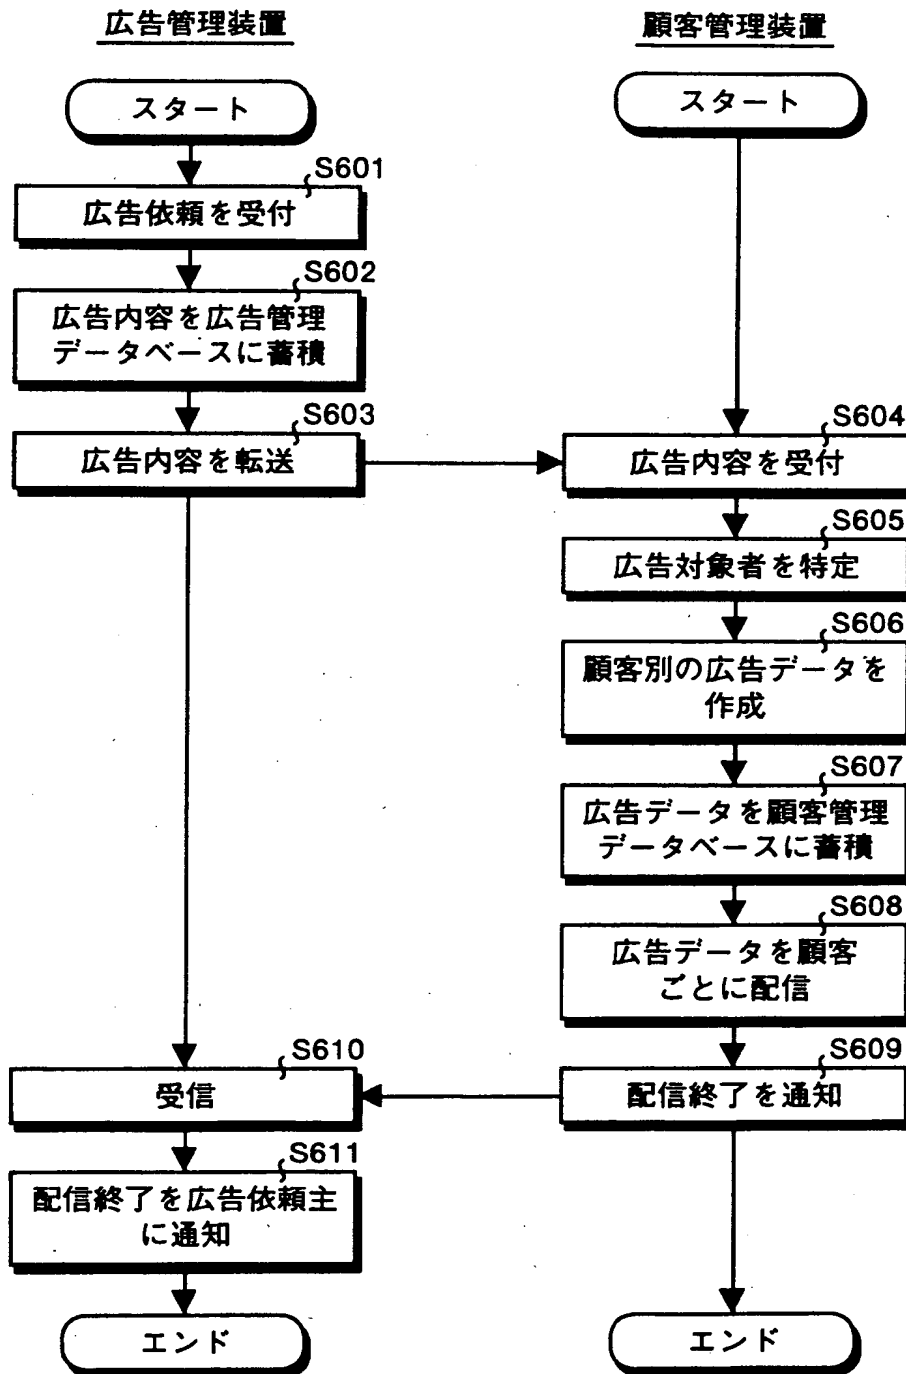 広告管理装置
スタート
S601
広告依頼を受付
S602
広告内容を広告管理
データベースに蓄積
S603
広告内容を転送
S610
受信
S611
配信終了を広告依頼主
に通知
エンド
顧客管理装置
スタート
S604
広告内容を受付
S605
広告対象者を特定
S606
顧客別の広告データを
作成
S607
広告データを顧客管理
データベースに蓄積
S608
広告データを顧客
ごとに配信
S609
配信終了を通知
エンド